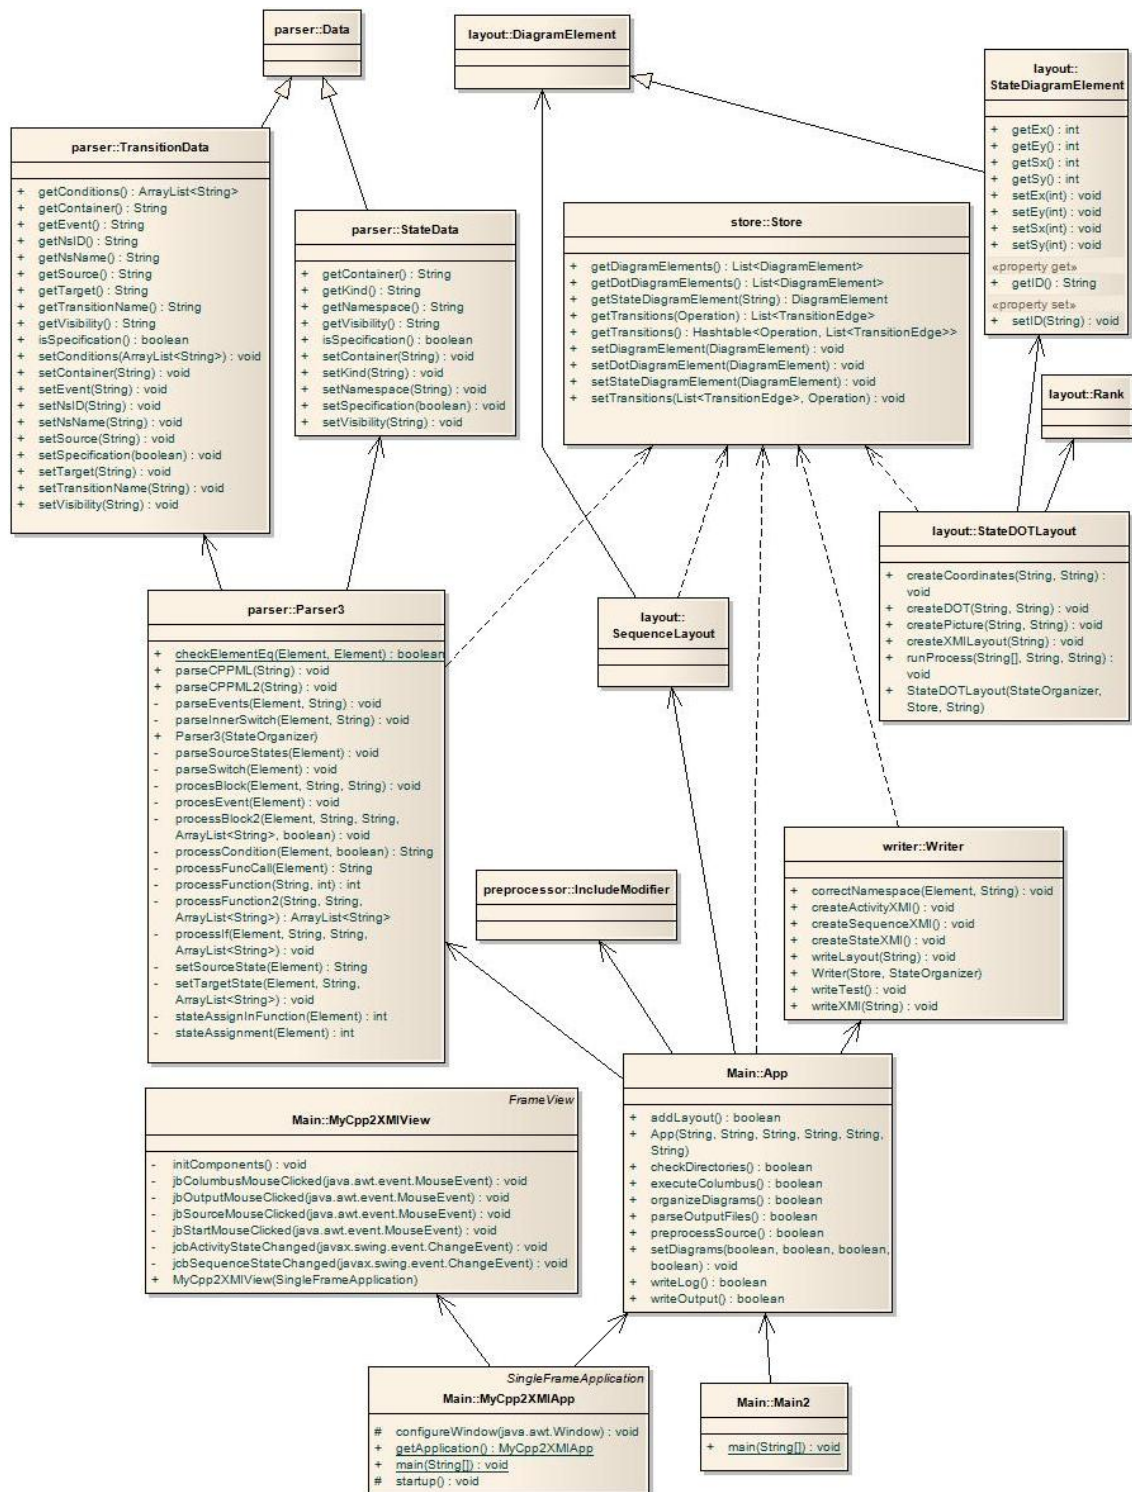 parser::Data
layout::DiagramElement
layout::
StateDiagramElement
+ getEx() : int
+ getEy() : int
+ getSx() : int
+ getSy() : int
+ setEx(int) : void
+ setEy(int) : void
+ setSx(int) : void
+ setSy(int) : void
«property get»
+ getID() : String
«property set»
+ setID(String) : void
parser::TransitionData
+ getConditions() : ArrayList<String>
+ getContainer() : String
+ getEvent() : String
+ getNsID() : String
+ getNsName() : String
+ getSource() : String
+ getTarget() : String
+ getTransitionName() : String
+ getVisibility() : String
+ isSpecification() : boolean
+ setConditions(ArrayList<String>) : void
+ setContainer(String) : void
+ setEvent(String) : void
+ setNsID(String) : void
+ setNsName(String) : void
+ setSource(String) : void
+ setSpecification(boolean) : void
+ setTarget(String) : void
+ setTransitionName(String) : void
+ setVisibility(String) : void
parser::StateData
+ getContainer() : String
+ getKind() : String
+ getNamespace() : String
+ getVisibility() : String
+ isSpecification() : boolean
+ setContainer(String) : void
+ setKind(String) : void
+ setNamespace(String) : void
+ setSpecification(boolean) : void
+ setVisibility(String) : void
store::Store
+ getDiagramElements() : List<DiagramElement>
+ getDotDiagramElements() : List<DiagramElement>
+ getStateDiagramElement(String) : DiagramElement
+ getTransitions(Operation) : List<TransitionEdge>
+ getTransitions() : Hashtable<Operation, List<TransitionEdge>>
+ setDiagramElement(DiagramElement) : void
+ setDotDiagramElement(DiagramElement) : void
+ setStateDiagramElement(DiagramElement) : void
+ setTransitions(List<TransitionEdge>, Operation) : void
layout::Rank
layout::StateDOTLayout
+ createCoordinates(String, String) :
void
+ createDOT(String, String) : void
+ createPicture(String, String) : void
+ createXMILayout(String) : void
+ runProcess(String[], String, String) :
void
+ StateDOTLayout(StateOrganizer,
Store, String)
parser::Parser3
+ checkElementEq(Element, Element) : boolean
+ parseCPPML(String) : void
+ parseCPPML2(String) : void
- parseEvents(Element, String) : void
- parseInnerSwitch(Element, String) : void
+ Parser3(StateOrganizer)
- parseSourceStates(Element) : void
- parseSwitch(Element) : void
- procesBlock(Element, String, String) : void
- procesEvent(Element) : void
- processBlock2(Element, String, String,
ArrayList<String>, boolean) : void
- processCondition(Element, boolean) : String
- processFuncCall(Element) : String
- processFunction(String, int) : int
- processFunction2(String, String,
ArrayList<String>) : ArrayList<String>
- processIf(Element, String, String,
ArrayList<String>) : void
- setSourceState(Element) : String
- setTargetState(Element, String,
ArrayList<String>) : void
- stateAssignInFunction(Element) : int
- stateAssignment(Element) : int
layout::
SequenceLayout
preprocessor::IncludeModifier
writer::Writer
+ correctNamespace(Element, String) : void
+ createActivityXMI() : void
+ createSequenceXMI() : void
+ createStateXMI() : void
+ writeLayout(String) : void
+ Writer(Store, StateOrganizer)
+ writeTest() : void
+ writeXMI(String) : void
Main::App
+ addLayout() : boolean
+ App(String, String, String, String, String,
String)
+ checkDirectories() : boolean
+ executeColumbus() : boolean
+ organizeDiagrams() : boolean
+ parseOutputFiles() : boolean
+ preprocessSource() : boolean
+ setDiagrams(boolean, boolean, boolean,
boolean) : void
+ writeLog() : boolean
+ writeOutput() : boolean
FrameView
Main::MyCpp2XMIView
- initComponents() : void
- jbColumbusMouseClicked(java.awt.event.MouseEvent) : void
- jbOutputMouseClicked(java.awt.event.MouseEvent) : void
- jbSourceMouseClicked(java.awt.event.MouseEvent) : void
- jbStartMouseClicked(java.awt.event.MouseEvent) : void
- jcbActivityStateChanged(javax.swing.event.ChangeEvent) : void
- jcbSequenceStateChanged(javax.swing.event.ChangeEvent) : void
+ MyCpp2XMIView(SingleFrameApplication)
SingleFrameApplication
Main::MyCpp2XMIApp
# configureWindow(java.awt.Window) : void
+ getApplication() : MyCpp2XMIApp
+ main(String[]) : void
# startup() : void
Main::Main2
+ main(String[]) : void